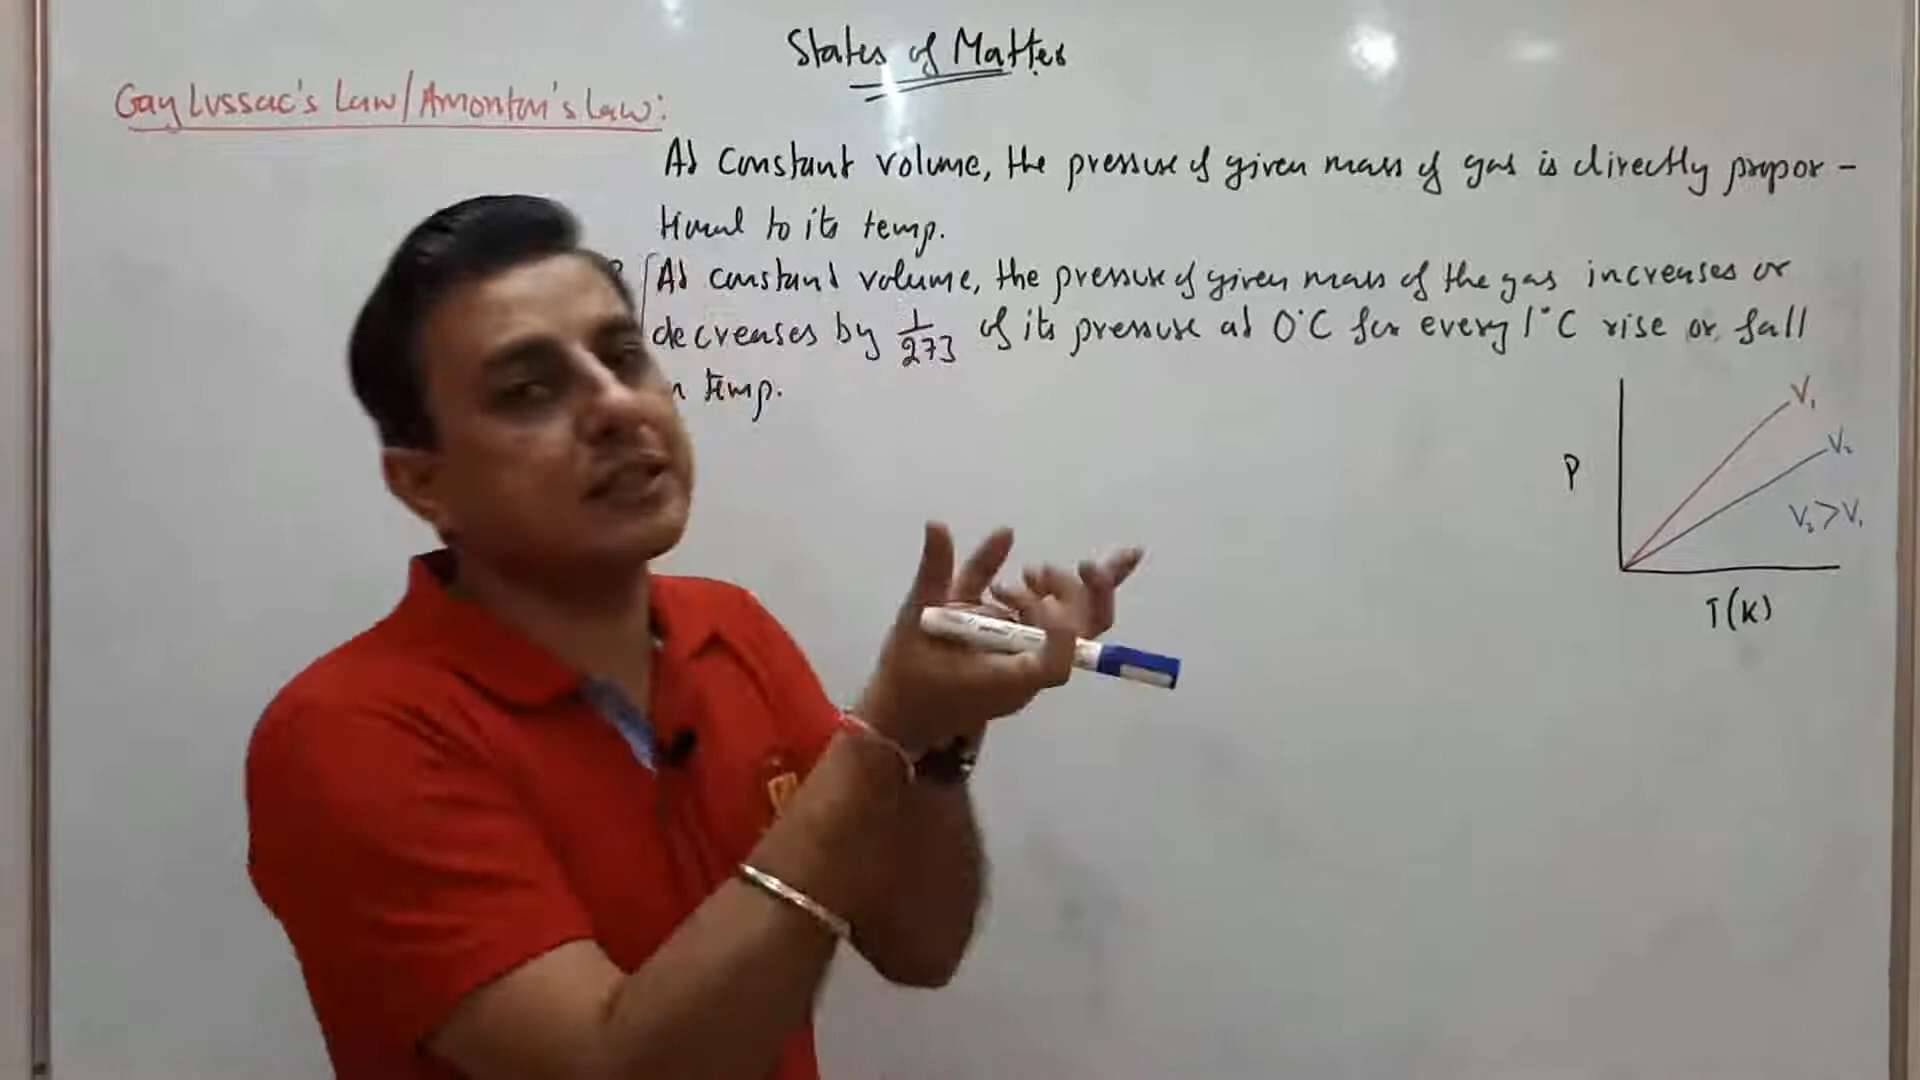 States of Matter
Gay Lussac's Law/Amonton's Law:
At Constant volume, the pressure of given mass of gas is directly propor-
tional to its temp.
At constant volume, the pressure of given mass of the gas increases or
decreases by 1/273 of its pressure at 0°C for every 1°C rise or fall
temp.
V₁
V₂
P
V₂>V₁
T(K)